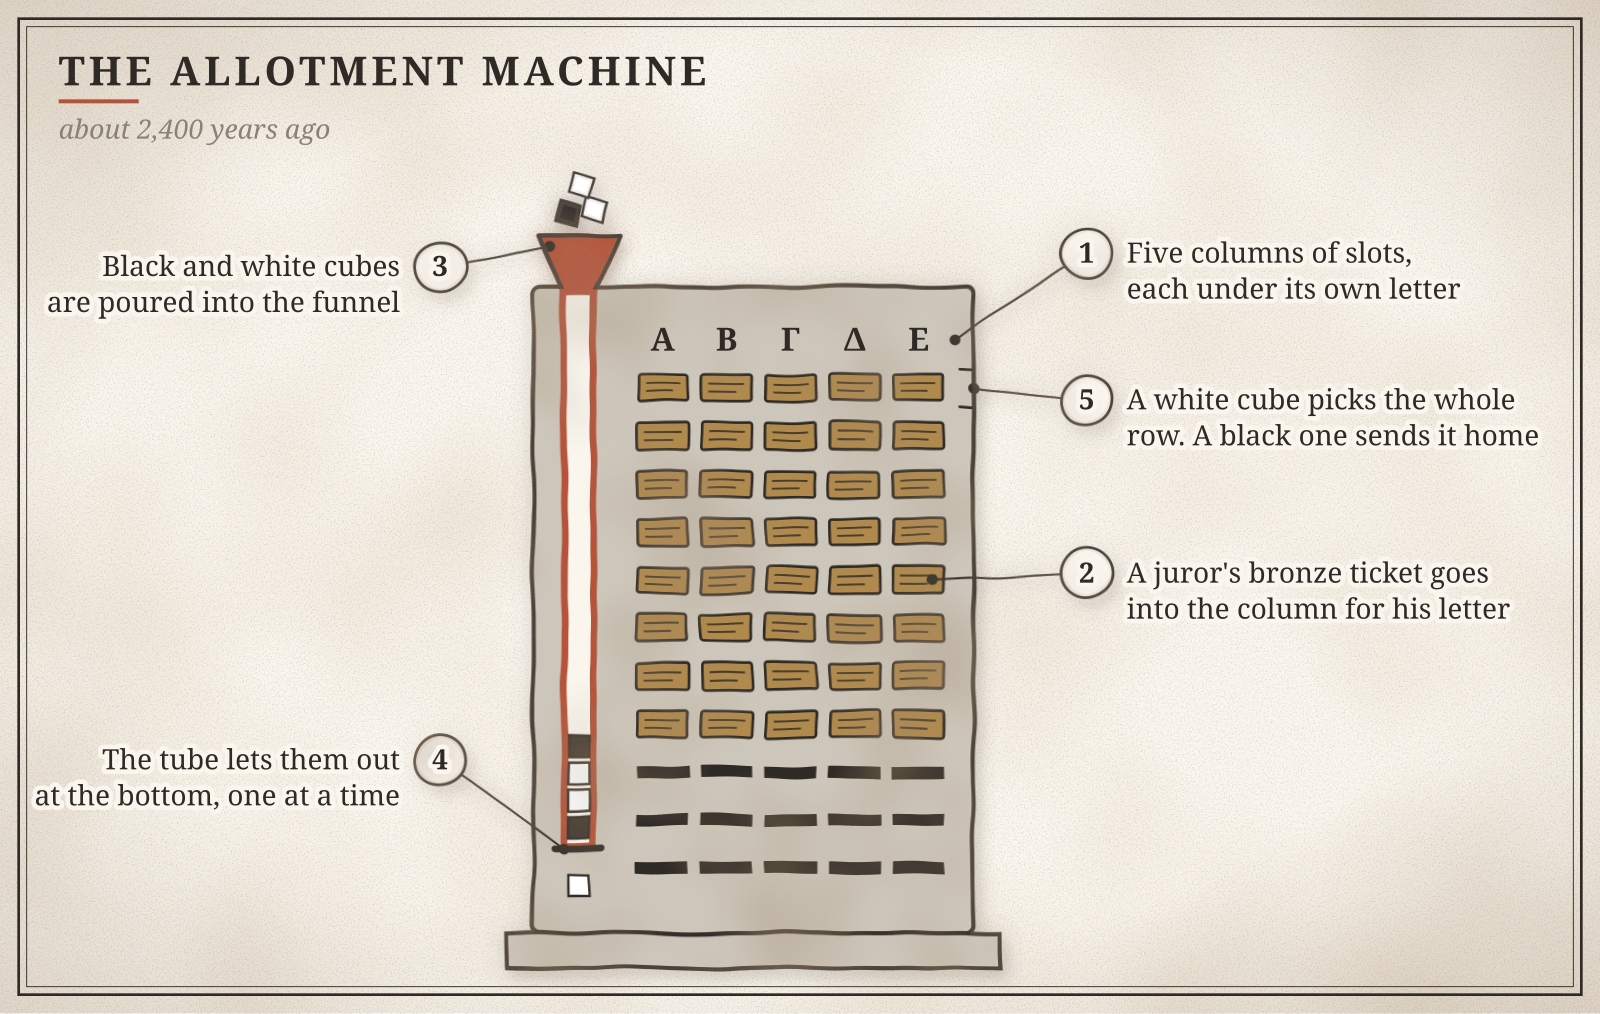 THE ALLOTMENT MACHINE
about 2,400 years ago
1
Five columns of slots,
each under its own letter
3
Black and white cubes
are poured into the funnel
Α Β Γ Δ Ε
5
A white cube picks the whole
row. A black one sends it home
2
A juror's bronze ticket goes
into the column for his letter
4
The tube lets them out
at the bottom, one at a time